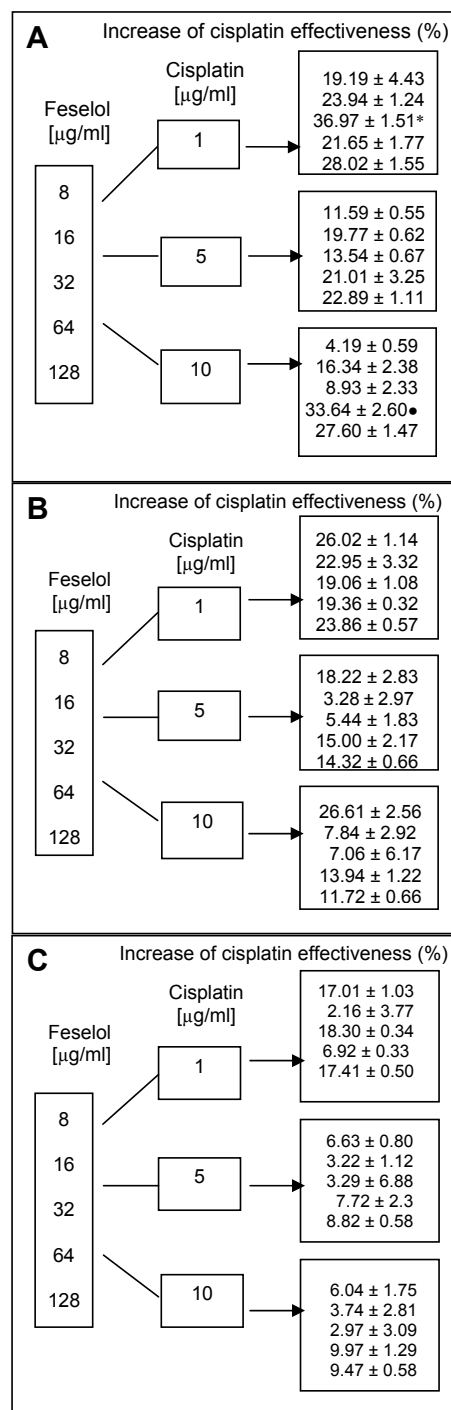 A
Increase of cisplatin effectiveness (%)
Feselol
[µg/ml]
Cisplatin
[µg/ml]
8
16
32
64
128
1
19.19 ± 4.43
23.94 ± 1.24
36.97 ± 1.51*
21.65 ± 1.77
28.02 ± 1.55
5
11.59 ± 0.55
19.77 ± 0.62
13.54 ± 0.67
21.01 ± 3.25
22.89 ± 1.11
10
4.19 ± 0.59
16.34 ± 2.38
8.93 ± 2.33
33.64 ± 2.60●
27.60 ± 1.47
B
Increase of cisplatin effectiveness (%)
Feselol
[µg/ml]
Cisplatin
[µg/ml]
8
16
32
64
128
1
26.02 ± 1.14
22.95 ± 3.32
19.06 ± 1.08
19.36 ± 0.32
23.86 ± 0.57
5
18.22 ± 2.83
3.28 ± 2.97
5.44 ± 1.83
15.00 ± 2.17
14.32 ± 0.66
10
26.61 ± 2.56
7.84 ± 2.92
7.06 ± 6.17
13.94 ± 1.22
11.72 ± 0.66
C
Increase of cisplatin effectiveness (%)
Feselol
[µg/ml]
Cisplatin
[µg/ml]
8
16
32
64
128
1
17.01 ± 1.03
2.16 ± 3.77
18.30 ± 0.34
6.92 ± 0.33
17.41 ± 0.50
5
6.63 ± 0.80
3.22 ± 1.12
3.29 ± 6.88
7.72 ± 2.3
8.82 ± 0.58
10
6.04 ± 1.75
3.74 ± 2.81
2.97 ± 3.09
9.97 ± 1.29
9.47 ± 0.58